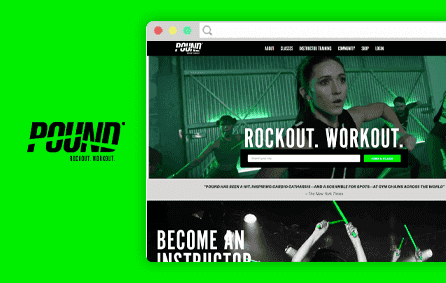 POUND
ROCKOUT. WORKOUT.
POUND
ABOUT CLASSES INSTRUCTOR TRAINING COMMUNITY SHOP LOGIN
ROCKOUT. WORKOUT.
FIND A CLASS
"POUND HAS BEEN A HIT, INSPIRING CARDIO CATHARSIS—AND A SCRAMBLE FOR SPOTS—AT GYM CHAINS ACROSS THE WORLD"
– The New York Times
BECOME AN
INSTRUCTOR